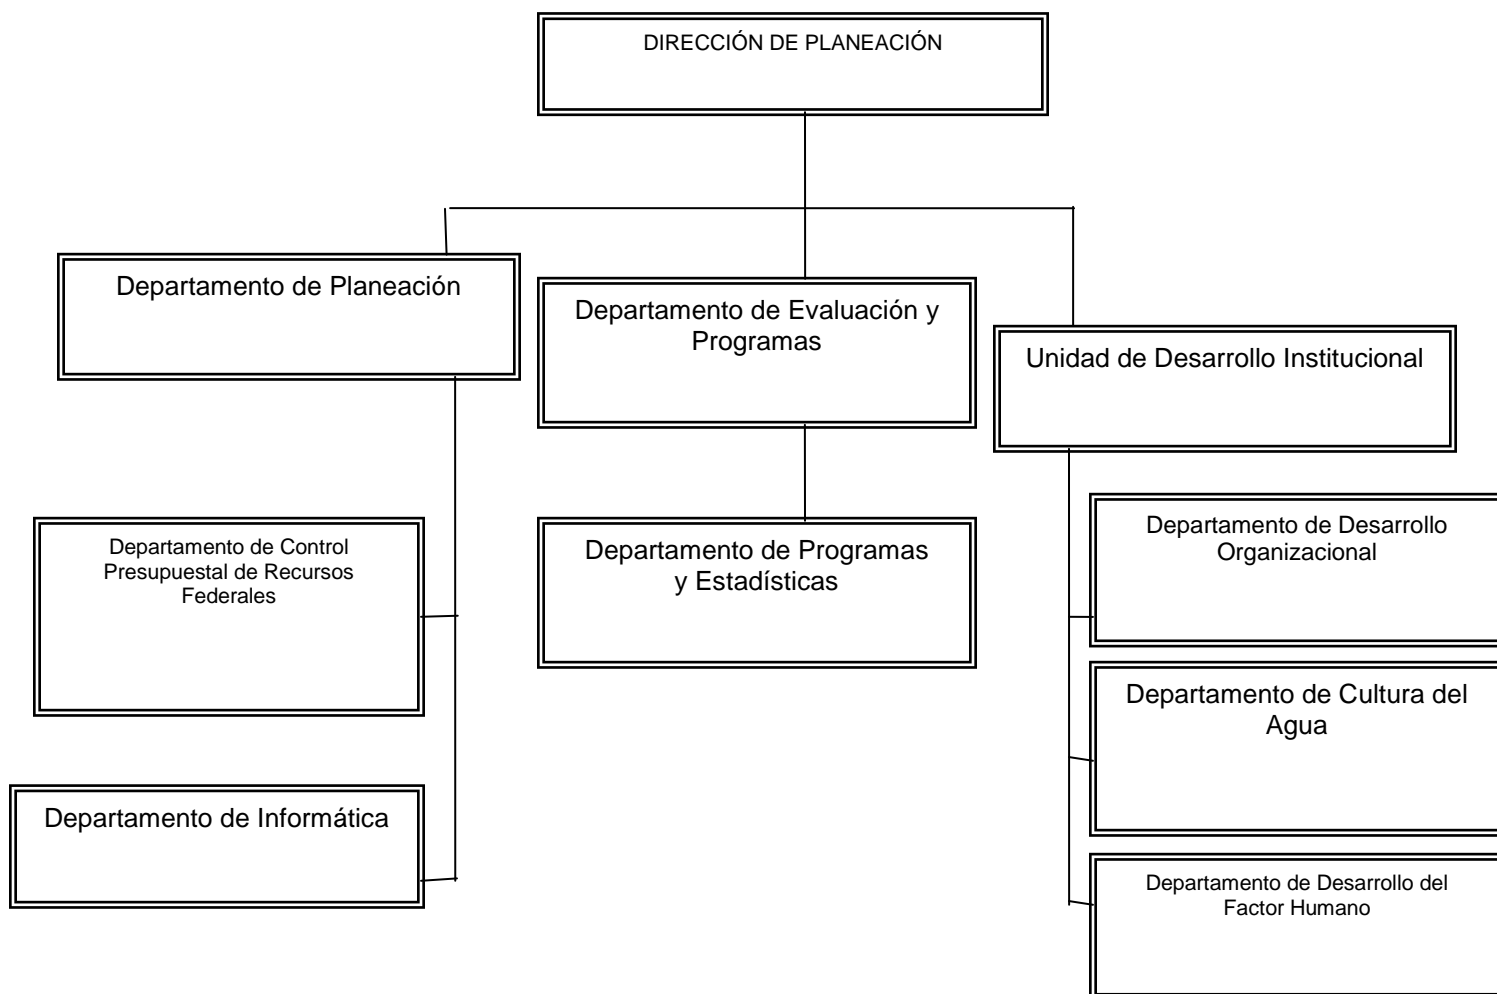 DIRECCIÓN DE PLANEACIÓN
Departamento de Planeación
Departamento de Evaluación y
Programas
Unidad de Desarrollo Institucional
Departamento de Control
Presupuestal de Recursos
Federales
Departamento de Programas
y Estadísticas
Departamento de Desarrollo
Organizacional
Departamento de Cultura del
Agua
Departamento de Informática
Departamento de Desarrollo del
Factor Humano